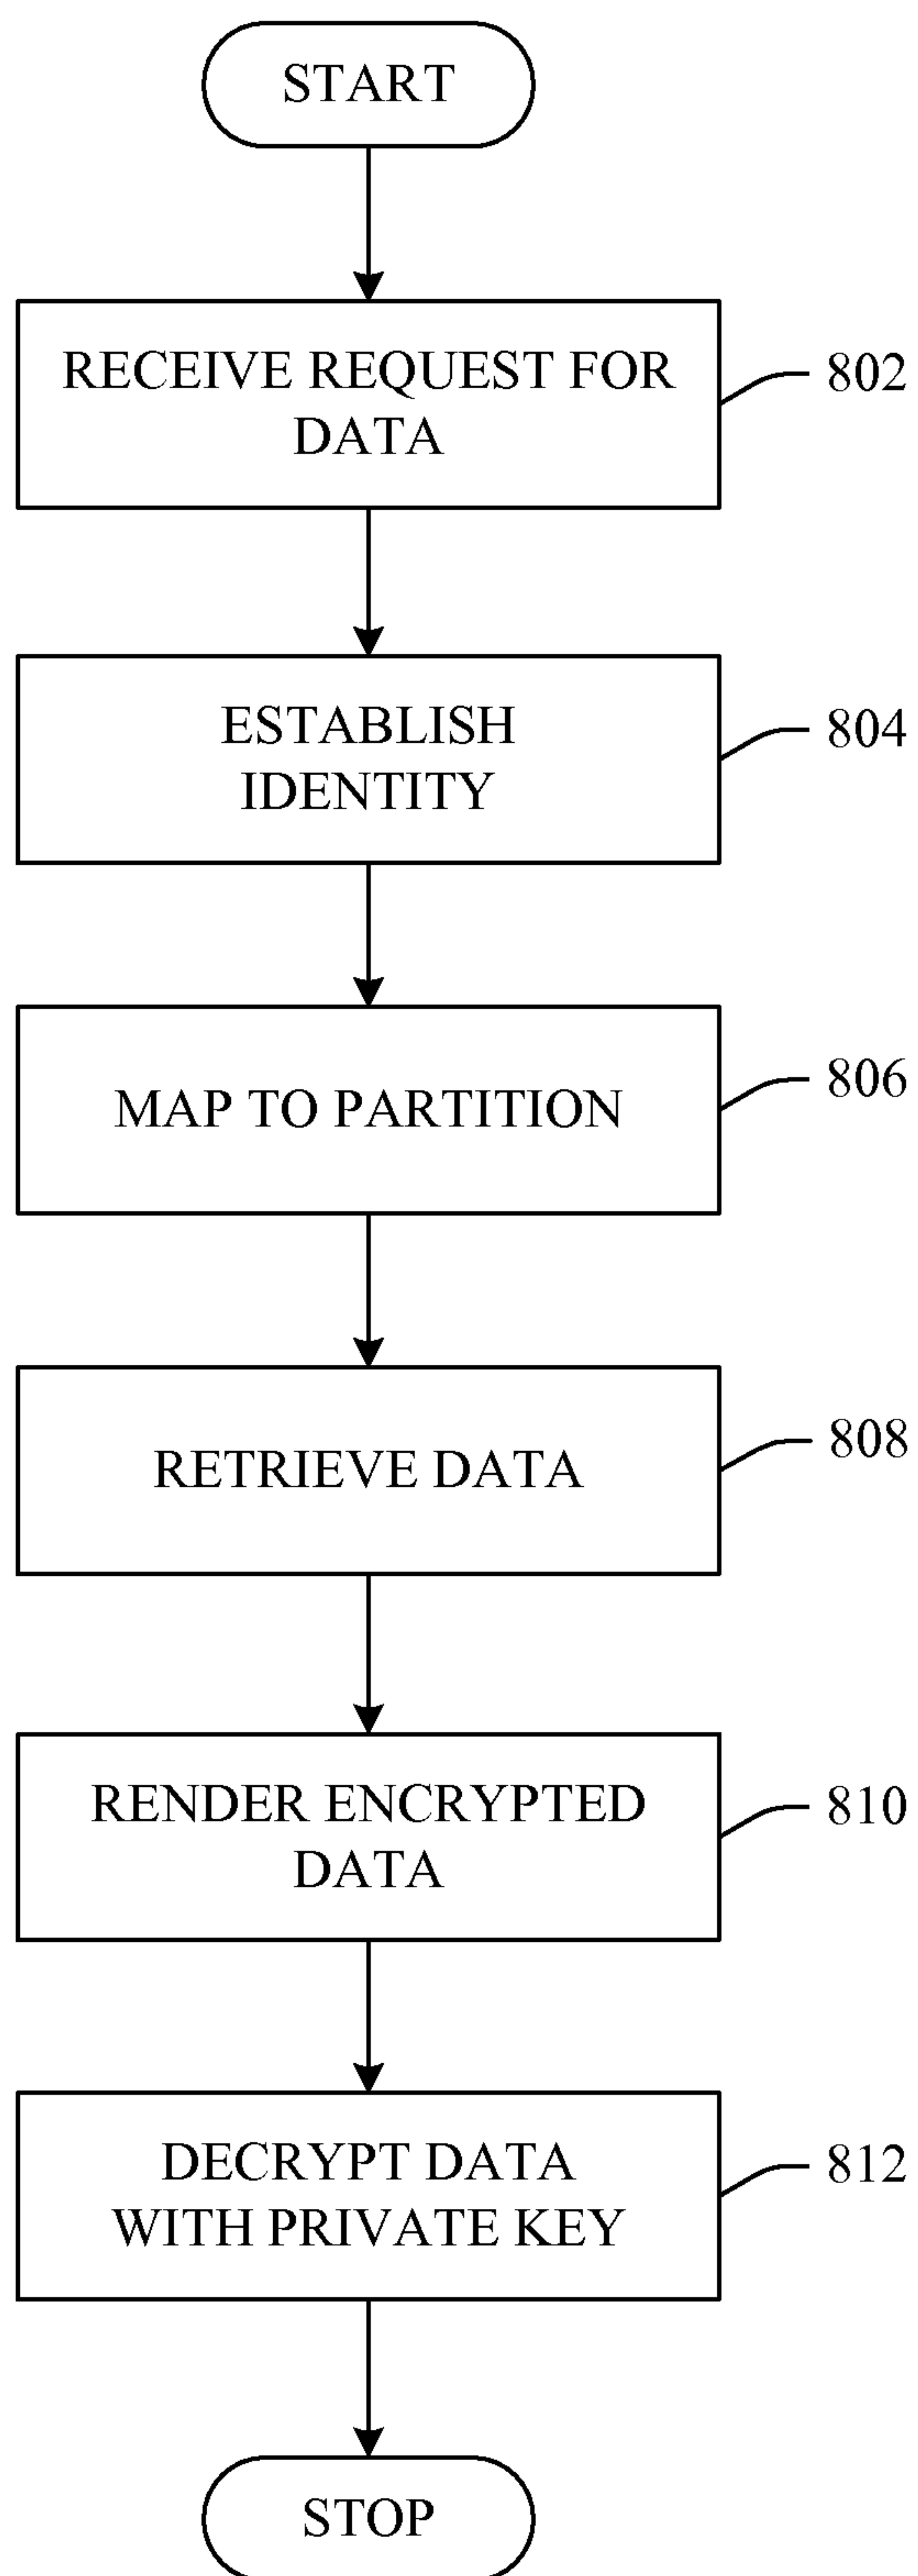 START
RECEIVE REQUEST FOR
DATA
802
ESTABLISH
IDENTITY
804
MAP TO PARTITION
806
RETRIEVE DATA
808
RENDER ENCRYPTED
DATA
810
DECRYPT DATA
WITH PRIVATE KEY
812
STOP